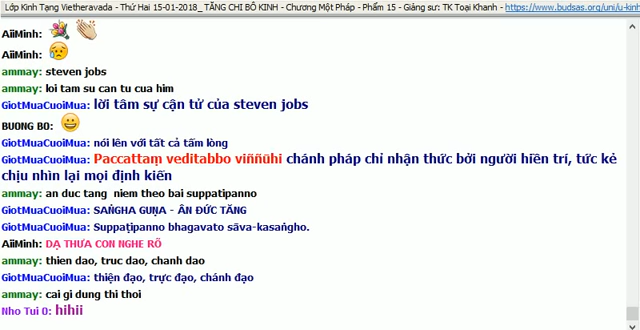 Lớp Kinh Tạng Vietheravada - Thứ Hai 15-01-2018_ TĂNG CHI BỘ KINH - Chương Một Pháp - Phẩm 15 - Giảng sư: TK Toại Khanh - https://www.budsas.org/uni/u-kinh
AiiMinh:
AiiMinh:
ammay: steven jobs
ammay: loi tam su can tu cua him
GiotMuaCuoiMua: lời tâm sự cận tử của steven jobs
BUONG BO:
GiotMuaCuoiMua: nói lên với tất cả tấm lòng
GiotMuaCuoiMua: Paccattaṃ veditabbo viññūhi chánh pháp chỉ nhận thức bởi người hiền trí, tức kẻ
chịu nhìn lại mọi định kiến
ammay: an duc tang niem theo bai suppatipanno
GiotMuaCuoiMua: SAṄGHA GUṆA - ÂN ĐỨC TĂNG
GiotMuaCuoiMua: Suppaṭipanno bhagavato sāva-kasaṅgho.
AiiMinh: DẠ THƯA CON NGHE RÕ
ammay: thien dao, truc dao, chanh dao
GiotMuaCuoiMua: thiện đạo, trực đạo, chánh đạo
ammay: cai gi dung thi thoi
Nho Tui 0: hihii